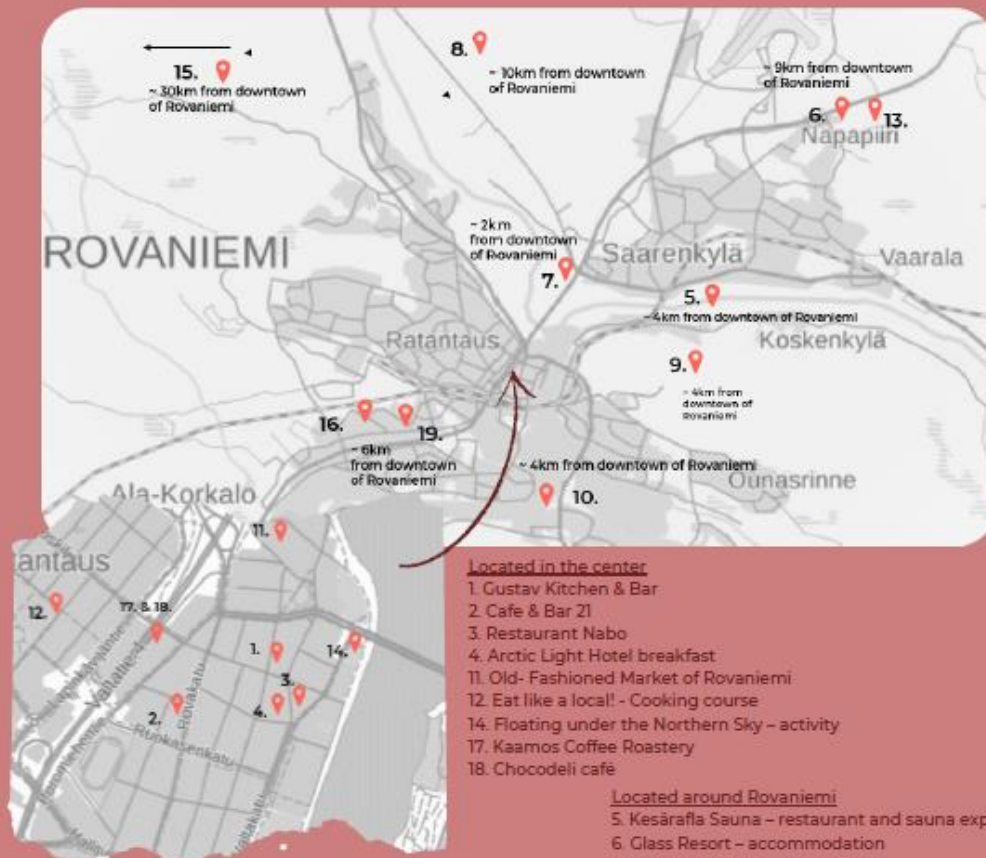 8.
15.
~ 30km from downtown
of Rovaniemi
~ 10km from downtown
of Rovaniemi
~ 9km from downtown
of Rovaniemi
6.
13.
Napapiiri
ROVANIEMI
~ 2km
from downtown
of Rovaniemi
7.
Saarenkylä
Vaarala
5.
~ 4km from downtown of Rovaniemi
Koskenkylä
Ratantaus
9.
~ 4km from
downtown of
Rovaniemi
16.
19.
~ 6km
from downtown
of Rovaniemi
~ 4km from downtown of Rovaniemi
10.
Ounasrinne
Ala-Korkalo
11.
antaus
12.
17. & 18.
Valtatie 4
1.
14.
3.
2.
4.
Rovakatu
Ruokasenkatu
Located in the center
1. Gustav Kitchen & Bar
2. Cafe & Bar 21
3. Restaurant Nabo
4. Arctic Light Hotel breakfast
11. Old- Fashioned Market of Rovaniemi
12. Eat like a local! - Cooking course
14. Floating under the Northern Sky – activity
17. Kaamos Coffee Roastery
18. Chocodeli café
Located around Rovaniemi
5. Kesärafla Sauna – restaurant and sauna exp
6. Glass Resort – accommodation